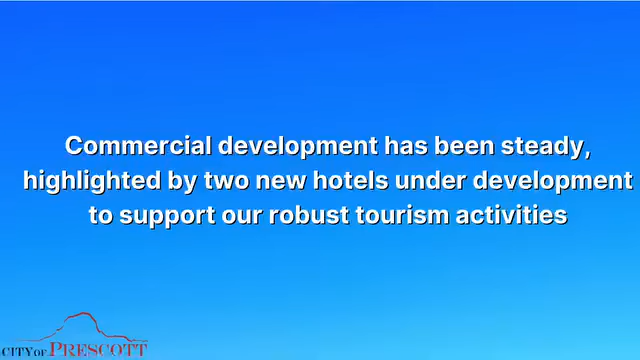 Commercial development has been steady,
highlighted by two new hotels under development
to support our robust tourism activities
CITY OF PRESCOTT